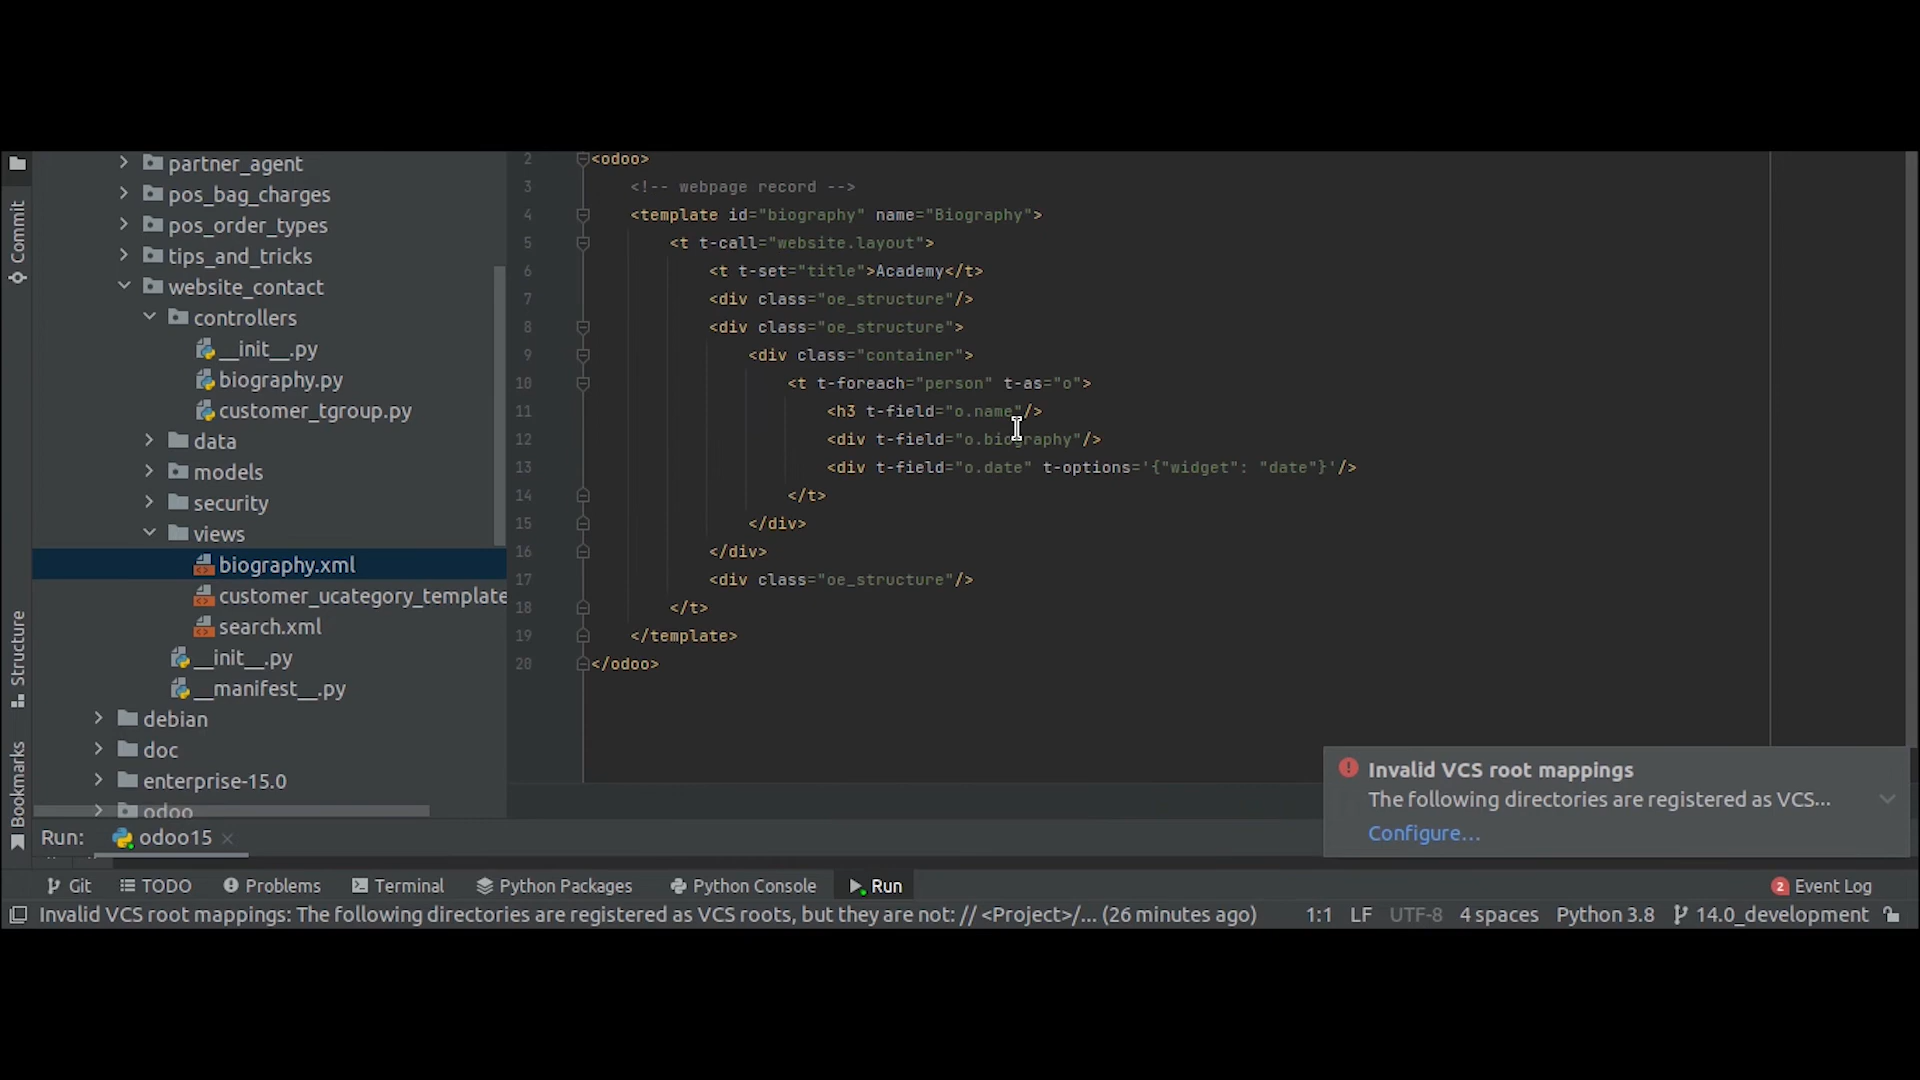 partner_agent
pos_bag_charges
pos_order_types
tips_and_tricks
website_contact
controllers
__init__.py
biography.py
customer_tgroup.py
data
models
security
views
biography.xml
customer_ucategory_template
search.xml
__init__.py
__manifest__.py
debian
doc
enterprise-15.0
odoo
Commit
Structure
Bookmarks
2 <odoo>
3 <!-- webpage record -->
4 <template id="biography" name="Biography">
5 <t t-call="website.layout">
6 <t t-set="title">Academy</t>
7 <div class="oe_structure"/>
8 <div class="oe_structure">
9 <div class="container">
10 <t t-foreach="person" t-as="o">
11 <h3 t-field="o.name"/>
12 <div t-field="o.biography"/>
13 <div t-field="o.date" t-options='{"widget": "date"}'/>
14 </t>
15 </div>
16 </div>
17 <div class="oe_structure"/>
18 </t>
19 </template>
20 </odoo>
Invalid VCS root mappings
The following directories are registered as VCS...
Configure...
Run: odoo15
Git TODO Problems Terminal Python Packages Python Console Run 2 Event Log
Invalid VCS root mappings: The following directories are registered as VCS roots, but they are not: // <Project>/... (26 minutes ago) 1:1 LF UTF-8 4 spaces Python 3.8 14.0_development